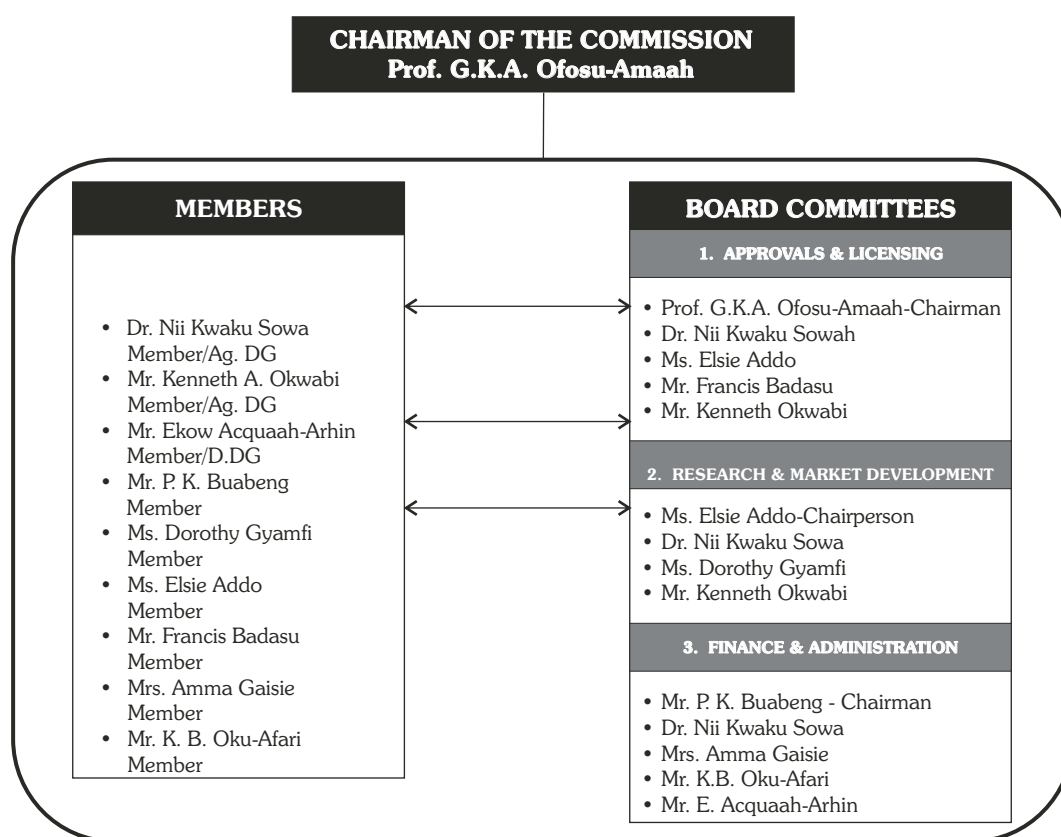 CHAIRMAN OF THE COMMISSION
Prof. G.K.A. Ofosu-Amaah
MEMBERS
• Dr. Nii Kwaku Sowa
Member/Ag. DG
• Mr. Kenneth A. Okwabi
Member/Ag. DG
• Mr. Ekow Acquaah-Arhin
Member/D.DG
• Mr. P. K. Buabeng
Member
• Ms. Dorothy Gyamfi
Member
• Ms. Elsie Addo
Member
• Mr. Francis Badasu
Member
• Mrs. Amma Gaisie
Member
• Mr. K. B. Oku-Afari
Member
BOARD COMMITTEES
1. APPROVALS & LICENSING
• Prof. G.K.A. Ofosu-Amaah-Chairman
• Dr. Nii Kwaku Sowah
• Ms. Elsie Addo
• Mr. Francis Badasu
• Mr. Kenneth Okwabi
2. RESEARCH & MARKET DEVELOPMENT
• Ms. Elsie Addo-Chairperson
• Dr. Nii Kwaku Sowa
• Ms. Dorothy Gyamfi
• Mr. Kenneth Okwabi
3. FINANCE & ADMINISTRATION
• Mr. P. K. Buabeng - Chairman
• Dr. Nii Kwaku Sowa
• Mrs. Amma Gaisie
• Mr. K.B. Oku-Afari
• Mr. E. Acquaah-Arhin